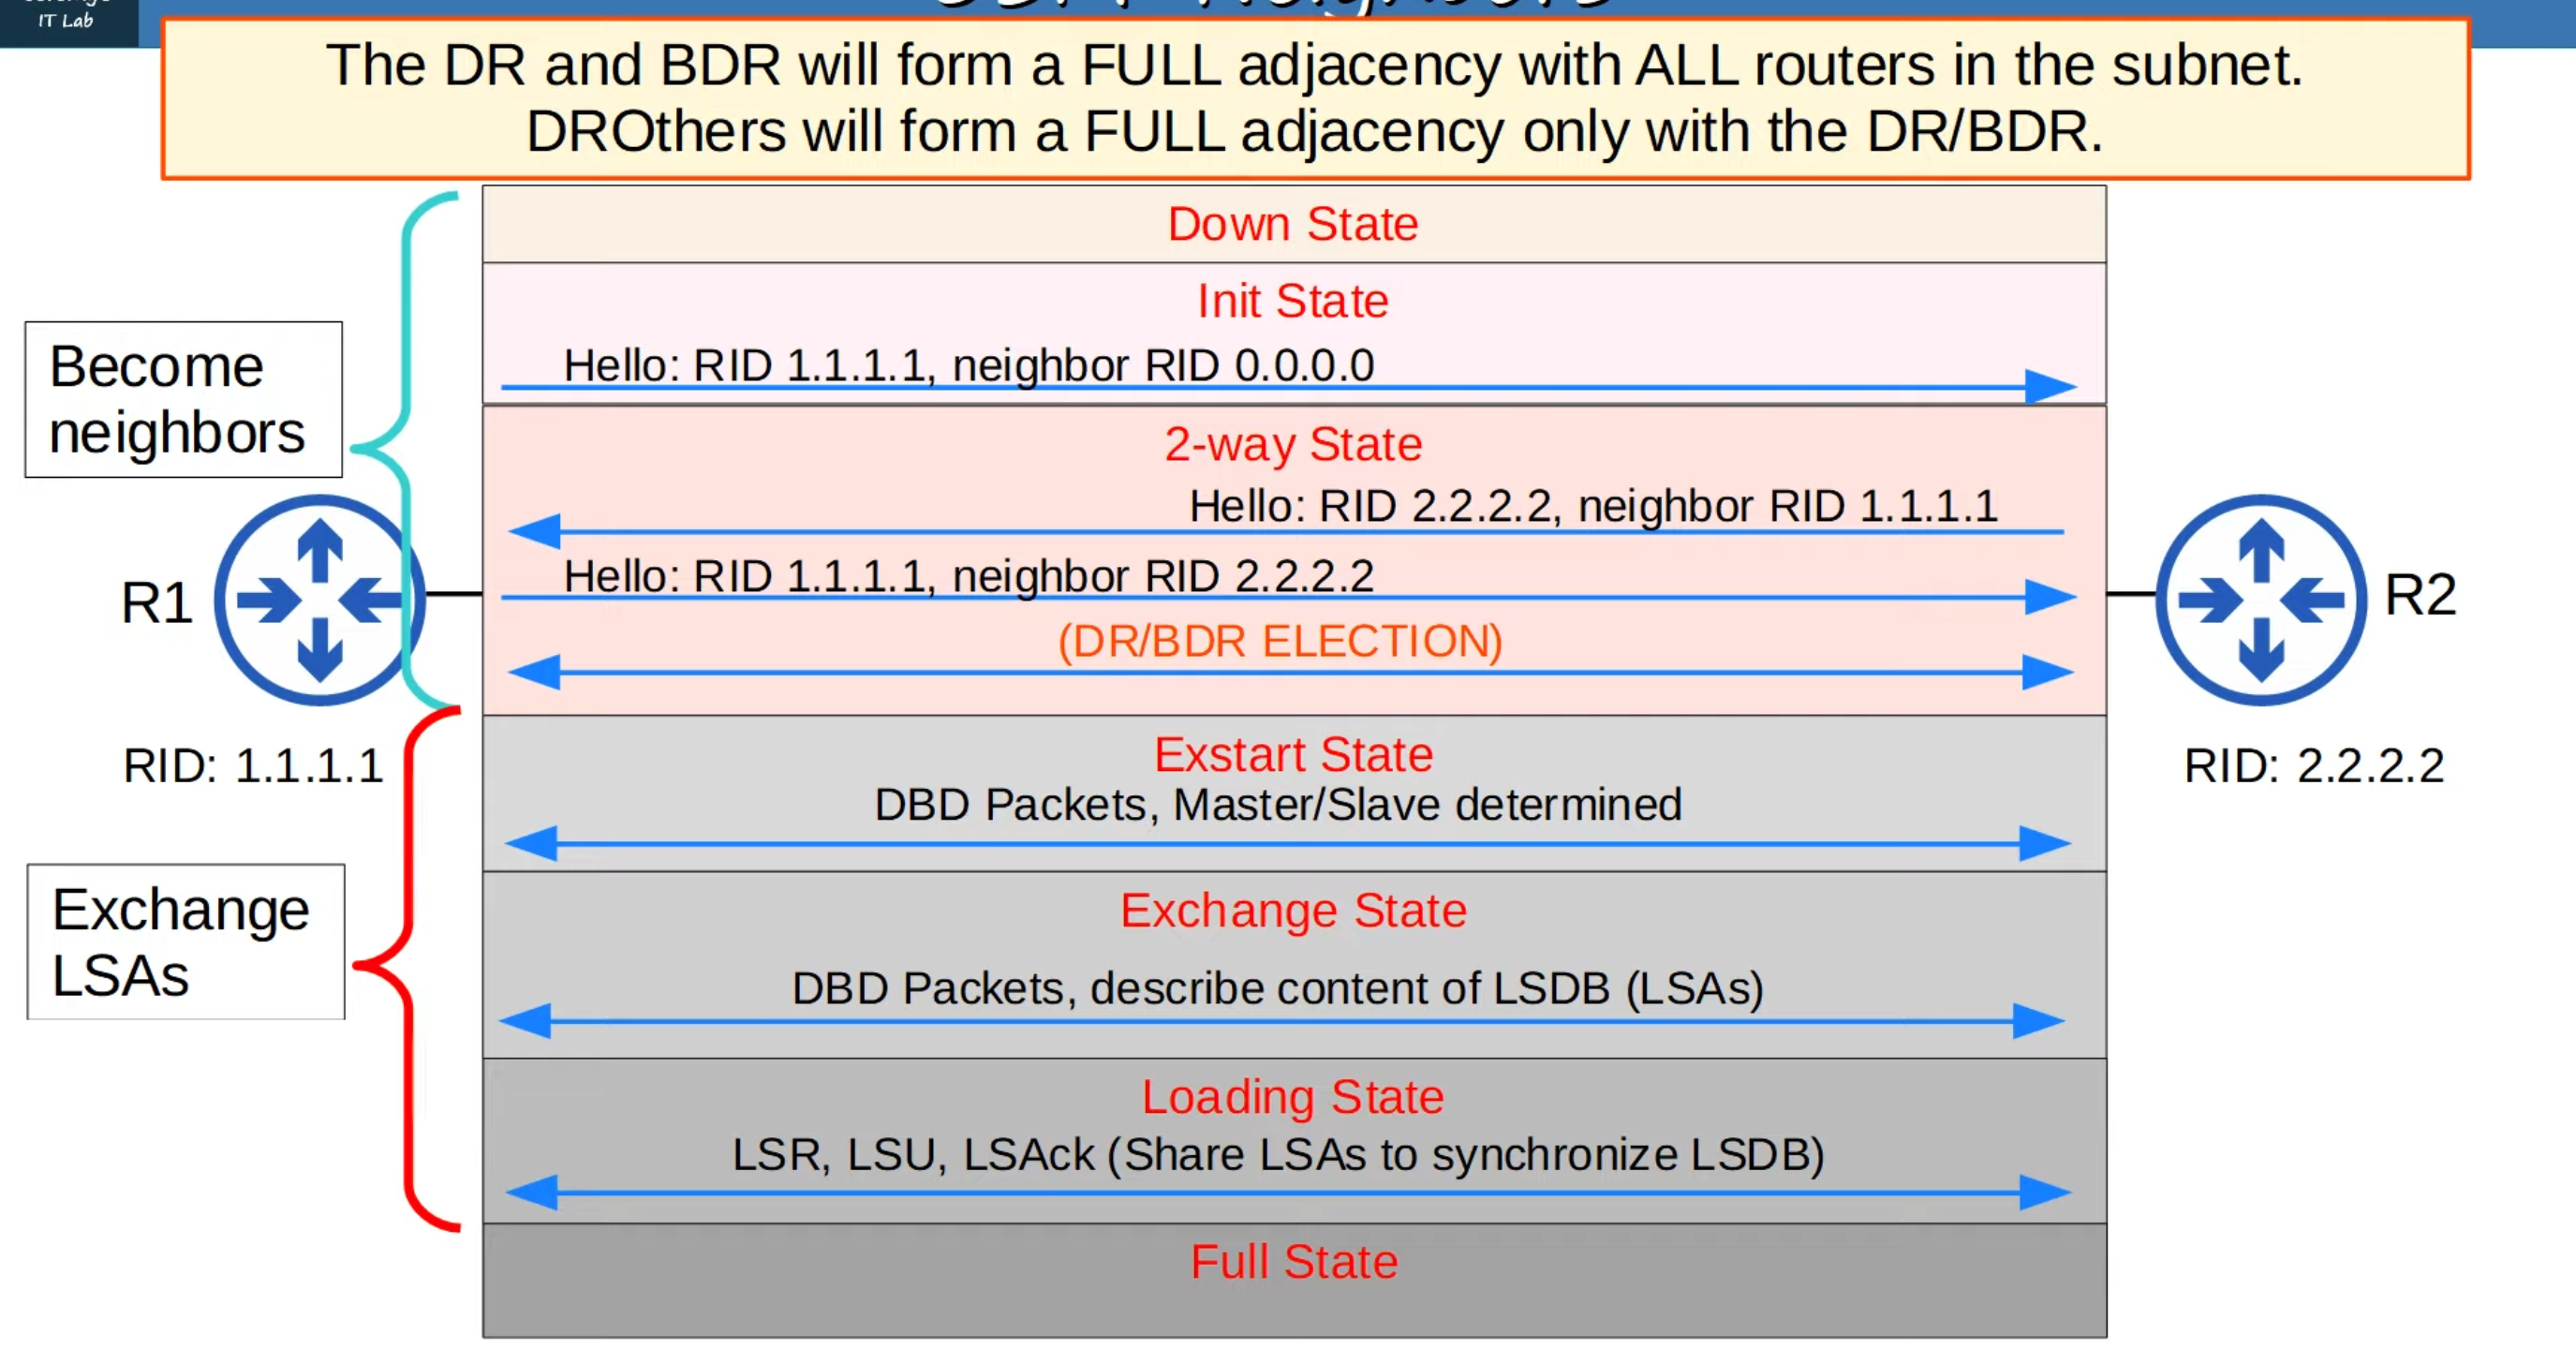 IT Lab
OSPF Neighbors
The DR and BDR will form a FULL adjacency with ALL routers in the subnet.
DROthers will form a FULL adjacency only with the DR/BDR.
Down State
Init State
Hello: RID 1.1.1.1, neighbor RID 0.0.0.0
Become
neighbors
2-way State
Hello: RID 2.2.2.2, neighbor RID 1.1.1.1
Hello: RID 1.1.1.1, neighbor RID 2.2.2.2
(DR/BDR ELECTION)
R1
R2
RID: 1.1.1.1
RID: 2.2.2.2
Exstart State
DBD Packets, Master/Slave determined
Exchange
LSAs
Exchange State
DBD Packets, describe content of LSDB (LSAs)
Loading State
LSR, LSU, LSAck (Share LSAs to synchronize LSDB)
Full State